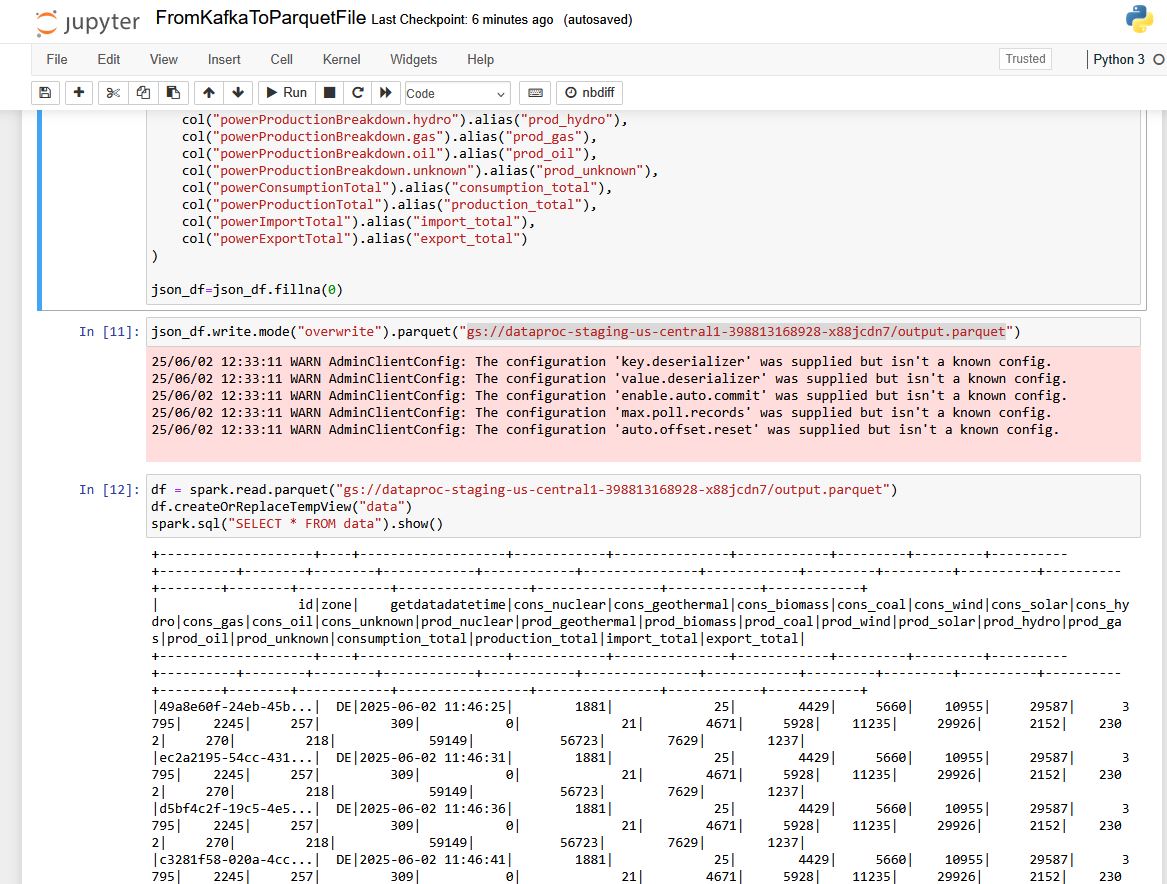 jupyter FromKafkaToParquetFile Last Checkpoint: 6 minutes ago (autosaved)
File Edit View Insert Cell Kernel Widgets Help Trusted Python 3
Run Code nbdiff
col("powerProductionBreakdown.hydro").alias("prod_hydro"),
col("powerProductionBreakdown.gas").alias("prod_gas"),
col("powerProductionBreakdown.oil").alias("prod_oil"),
col("powerProductionBreakdown.unknown").alias("prod_unknown"),
col("powerConsumptionTotal").alias("consumption_total"),
col("powerProductionTotal").alias("production_total"),
col("powerImportTotal").alias("import_total"),
col("powerExportTotal").alias("export_total")
)
json_df=json_df.fillna(0)
In [11]: json_df.write.mode("overwrite").parquet("gs://dataproc-staging-us-central1-398813168928-x88jcdn7/output.parquet")
25/06/02 12:33:11 WARN AdminClientConfig: The configuration 'key.deserializer' was supplied but isn't a known config.
25/06/02 12:33:11 WARN AdminClientConfig: The configuration 'value.deserializer' was supplied but isn't a known config.
25/06/02 12:33:11 WARN AdminClientConfig: The configuration 'enable.auto.commit' was supplied but isn't a known config.
25/06/02 12:33:11 WARN AdminClientConfig: The configuration 'max.poll.records' was supplied but isn't a known config.
25/06/02 12:33:11 WARN AdminClientConfig: The configuration 'auto.offset.reset' was supplied but isn't a known config.
In [12]: df = spark.read.parquet("gs://dataproc-staging-us-central1-398813168928-x88jcdn7/output.parquet")
df.createOrReplaceTempView("data")
spark.sql("SELECT * FROM data").show()
+--------------------+----+-------------------+------------+---------------+------------+---------+---------+----------
+----------+--------+--------+------------+------------+---------------+------------+---------+---------+----------+----------
+--------+--------+------------+-----------------+----------------+------------+------------+
| id|zone| getdatadatetime|cons_nuclear|cons_geothermal|cons_biomass|cons_coal|cons_wind|cons_solar|cons_hy
dro|cons_gas|cons_oil|cons_unknown|prod_nuclear|prod_geothermal|prod_biomass|prod_coal|prod_wind|prod_solar|prod_hydro|prod_ga
s|prod_oil|prod_unknown|consumption_total|production_total|import_total|export_total|
+--------------------+----+-------------------+------------+---------------+------------+---------+---------+----------
+----------+--------+--------+------------+------------+---------------+------------+---------+---------+----------+----------
+--------+--------+------------+-----------------+----------------+------------+------------+
|49a8e60f-24eb-45b...| DE|2025-06-02 11:46:25| 1881| 25| 4429| 5660| 10955| 29587| 3
795| 2245| 257| 309| 0| 21| 4671| 5928| 11235| 29926| 2152| 230
2| 270| 218| 59149| 56723| 7629| 1237|
|ec2a2195-54cc-431...| DE|2025-06-02 11:46:31| 1881| 25| 4429| 5660| 10955| 29587| 3
795| 2245| 257| 309| 0| 21| 4671| 5928| 11235| 29926| 2152| 230
2| 270| 218| 59149| 56723| 7629| 1237|
|d5bf4c2f-19c5-4e5...| DE|2025-06-02 11:46:36| 1881| 25| 4429| 5660| 10955| 29587| 3
795| 2245| 257| 309| 0| 21| 4671| 5928| 11235| 29926| 2152| 230
2| 270| 218| 59149| 56723| 7629| 1237|
|c3281f58-020a-4cc...| DE|2025-06-02 11:46:41| 1881| 25| 4429| 5660| 10955| 29587| 3
795| 2245| 257| 309| 0| 21| 4671| 5928| 11235| 29926| 2152| 230